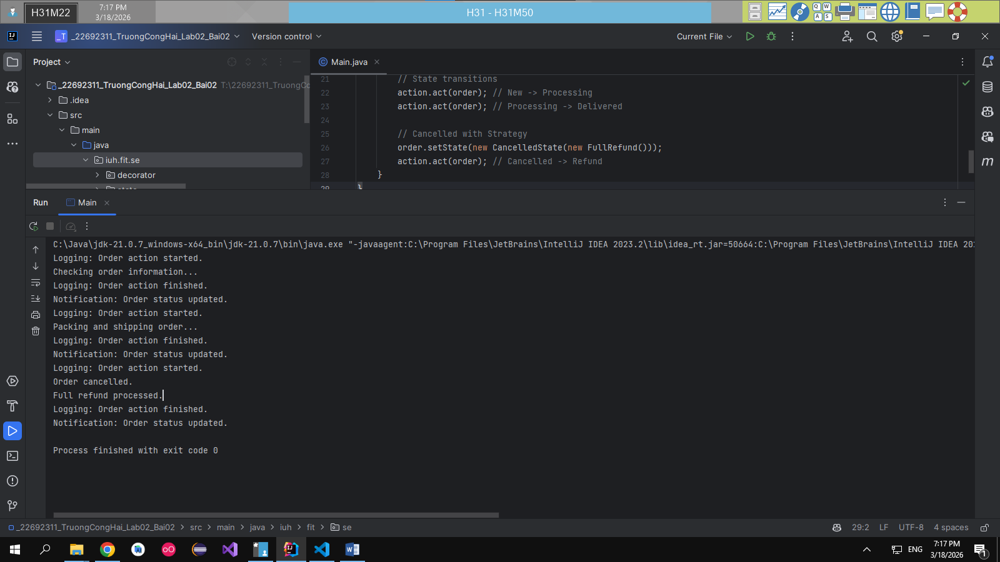 H31M22
7:17 PM
3/18/2026
H31 - H31M50
Q W
A S
_T _22692311_TruongCongHai_Lab02_Bai02
Version control
Current File
Project
Main.java
_22692311_TruongCongHai_Lab02_Bai02 T:\22692311_TruongCo
.idea
src
main
java
iuh.fit.se
decorator
state
21 // State transitions
22 action.act(order); // New -> Processing
23 action.act(order); // Processing -> Delivered
24
25 // Cancelled with Strategy
26 order.setState(new CancelledState(new FullRefund()));
27 action.act(order); // Cancelled -> Refund
28 }
29 }
Run
Main
C:\Java\jdk-21.0.7_windows-x64_bin\jdk-21.0.7\bin\java.exe "-javaagent:C:\Program Files\JetBrains\IntelliJ IDEA 2023.2\lib\idea_rt.jar=50664:C:\Program Files\JetBrains\IntelliJ IDEA 202
Logging: Order action started.
Checking order information...
Logging: Order action finished.
Notification: Order status updated.
Logging: Order action started.
Packing and shipping order...
Logging: Order action finished.
Notification: Order status updated.
Logging: Order action started.
Order cancelled.
Full refund processed.
Logging: Order action finished.
Notification: Order status updated.
Process finished with exit code 0
_22692311_TruongCongHai_Lab02_Bai02 > src > main > java > iuh > fit > se
29:2 LF UTF-8 4 spaces
ENG
7:17 PM
3/18/2026
1